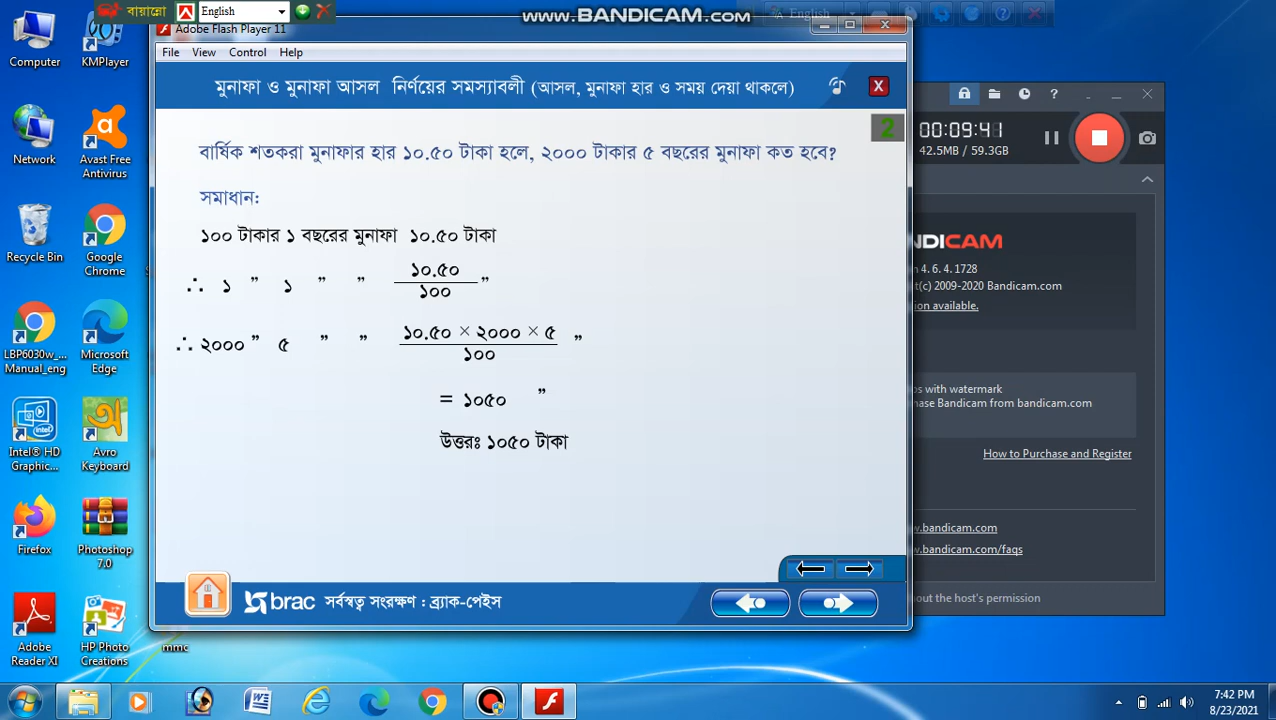 বায়ান্নো English
WWW.BANDICAM.COM
English
Adobe Flash Player 11
File View Control Help
মুনাফা ও মুনাফা আসল নির্ণয়ের সমস্যাবলী (আসল, মুনাফা হার ও সময় দেয়া থাকলে)
X
2
বার্ষিক শতকরা মুনাফার হার ১০.৫০ টাকা হলে, ২০০০ টাকার ৫ বছরের মুনাফা কত হবে?
সমাধান:
১০০ টাকার ১ বছরের মুনাফা ১০.৫০ টাকা
∴ ১ ” ১ ” ” ১০.৫০ ”
১০০
∴ ২০০০ ” ৫ ” ” ১০.৫০ × ২০০০ × ৫ ”
১০০
= ১০৫০ ”
উত্তরঃ ১০৫০ টাকা
brac সর্বস্বত্ব সংরক্ষণ : ব্র্যাক-পেইস
00:09:41
42.5MB / 59.3GB
NDICAM
4. 6. 4. 1728
t(c) 2009-2020 Bandicam.com
on available.
ps with watermark
hase Bandicam from bandicam.com
How to Purchase and Register
w.bandicam.com
w.bandicam.com/faqs
bout the host's permission
Computer
KMPlayer
Network
Avast Free
Antivirus
Recycle Bin
Google
Chrome
LBP6030w_...
Manual_eng
Microsoft
Edge
Intel® HD
Graphic...
Avro
Keyboard
Firefox
Photoshop
7.0
Adobe
Reader XI
HP Photo
Creations
mmc
7:42 PM
8/23/2021